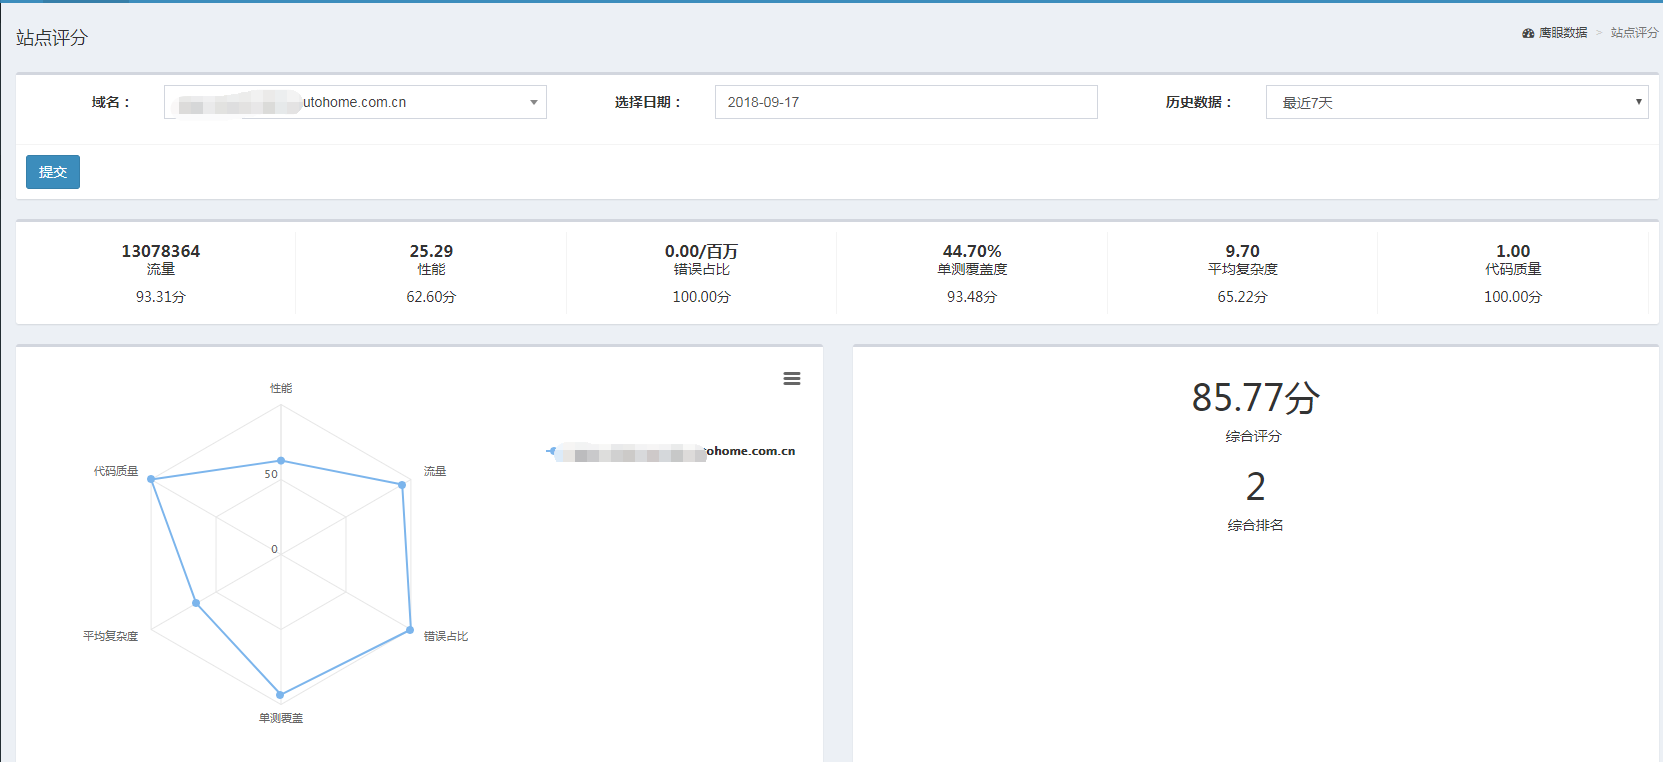 站点评分
鹰眼数据 > 站点评分
域名： utohome.com.cn 选择日期： 2018-09-17 历史数据： 最近7天
提交
13078364 25.29 0.00/百万 44.70% 9.70 1.00
流量 性能 错误占比 单测覆盖度 平均复杂度 代码质量
93.31分 62.60分 100.00分 93.48分 65.22分 100.00分
性能
代码质量
流量
50
0
平均复杂度
错误占比
单测覆盖
ohome.com.cn
85.77分
综合评分
2
综合排名